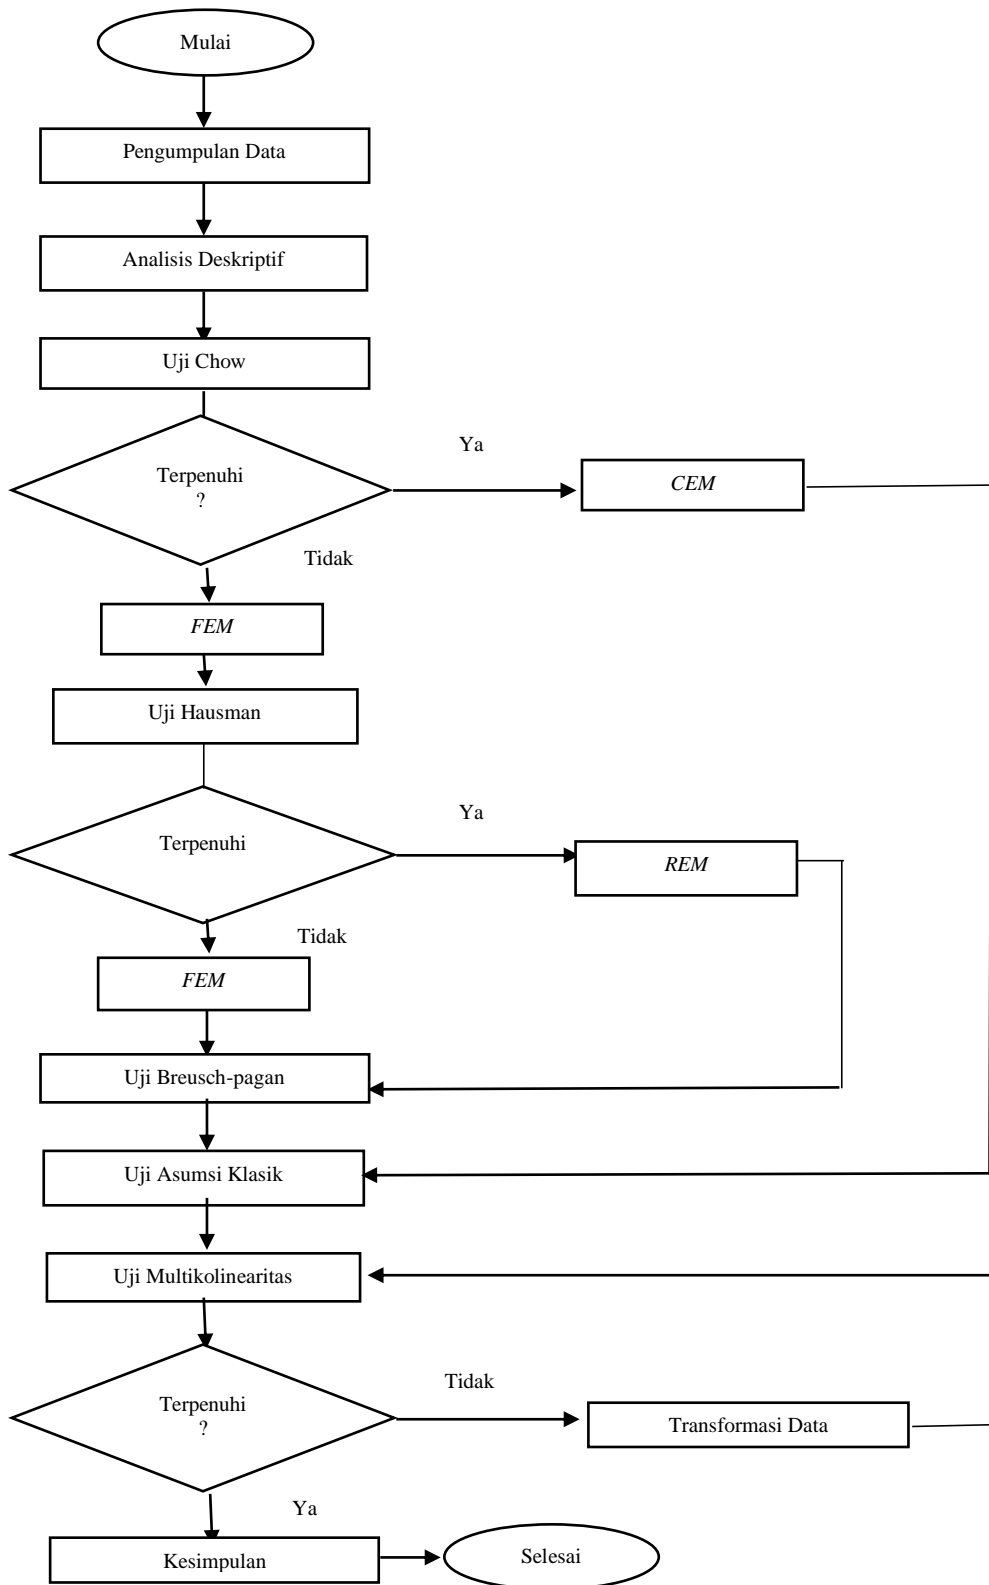 Mulai
Pengumpulan Data
Analisis Deskriptif
Uji Chow
Terpenuhi
?
Ya
CEM
Tidak
FEM
Uji Hausman
Terpenuhi
Ya
REM
Tidak
FEM
Uji Breusch-pagan
Uji Asumsi Klasik
Uji Multikolinearitas
Terpenuhi
?
Tidak
Transformasi Data
Ya
Kesimpulan
Selesai